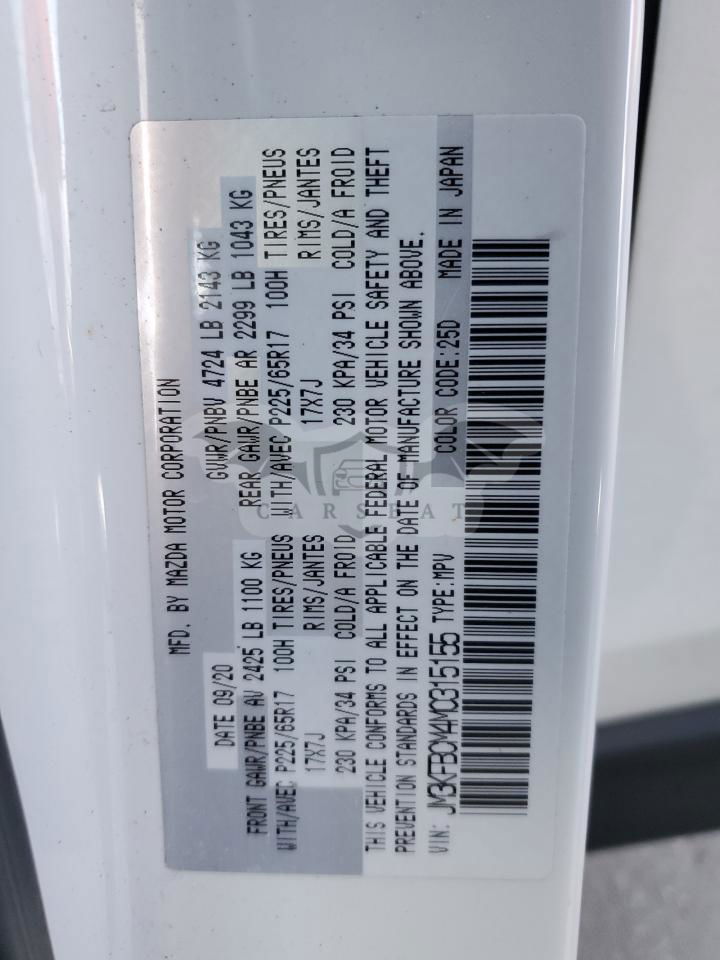 MFD. BY MAZDA MOTOR CORPORATION
DATE 09/20 GVWR/PNBV 4724 LB 2143 KG
FRONT GAWR/PNBE AV 2425 LB 1100 KG REAR GAWR/PNBE AR 2299 LB 1043 KG
WITH/AVEC P225/65R17 100H TIRES/PNEUS WITH/AVEC P225/65R17 100H TIRES/PNEUS
17X7J RIMS/JANTES 17X7J RIMS/JANTES
230 KPA/34 PSI COLD/A FROID 230 KPA/34 PSI COLD/A FROID
THIS VEHICLE CONFORMS TO ALL APPLICABLE FEDERAL MOTOR VEHICLE SAFETY AND THEFT
PREVENTION STANDARDS IN EFFECT ON THE DATE OF MANUFACTURE SHOWN ABOVE.
VIN: JM3KFBCM4M0315155 TYPE:MPV COLOR CODE:25D MADE IN JAPAN
CARSBAT